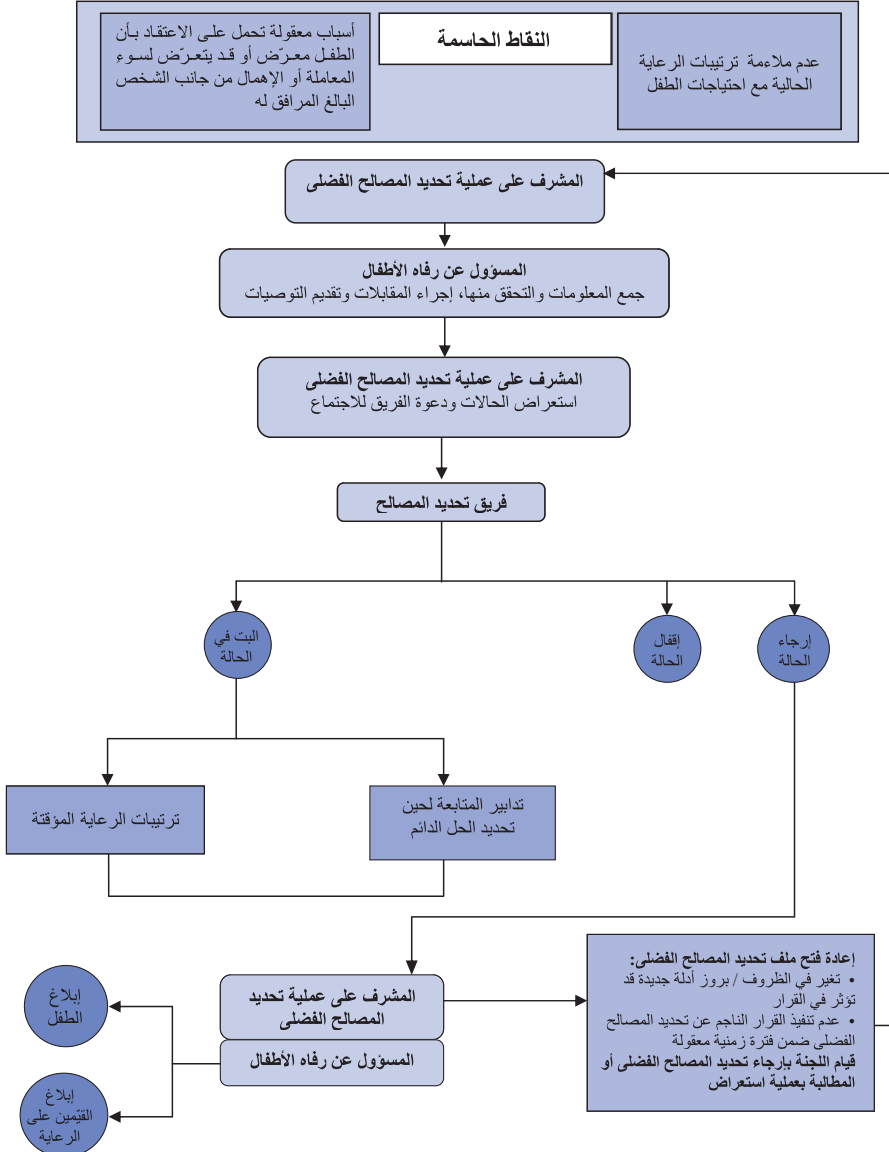 النقاط الحاسمة
عدم ملاءمة ترتيبات الرعاية
الحالية مع احتياجات الطفل
أسباب معقولة تحمل على الاعتقاد بأن
الطفل معرّض أو قد يتعرّض لسوء
المعاملة أو الإهمال من جانب الشخص
البالغ المرافق له
المشرف على عملية تحديد المصالح الفضلى
المسؤول عن رفاه الأطفال
جمع المعلومات والتحقق منها، إجراء المقابلات وتقديم التوصيات
المشرف على عملية تحديد المصالح الفضلى
استعراض الحالات ودعوة الفريق للاجتماع
فريق تحديد المصالح
إرجاء
الحالة
إقفال
الحالة
البت في
الحالة
تدابير المتابعة لحين
تحديد الحل الدائم
ترتيبات الرعاية المؤقتة
إعادة فتح ملف تحديد المصالح الفضلى:
• تغير في الظروف / بروز أدلة جديدة قد
تؤثر في القرار
• عدم تنفيذ القرار الناجم عن تحديد المصالح
الفضلى ضمن فترة زمنية معقولة
قيام اللجنة بإرجاء تحديد المصالح الفضلى أو
المطالبة بعملية استعراض
المشرف على عملية تحديد
المصالح الفضلى
المسؤول عن رفاه الأطفال
إبلاغ
الطفل
إبلاغ
القيّمين على
الرعاية